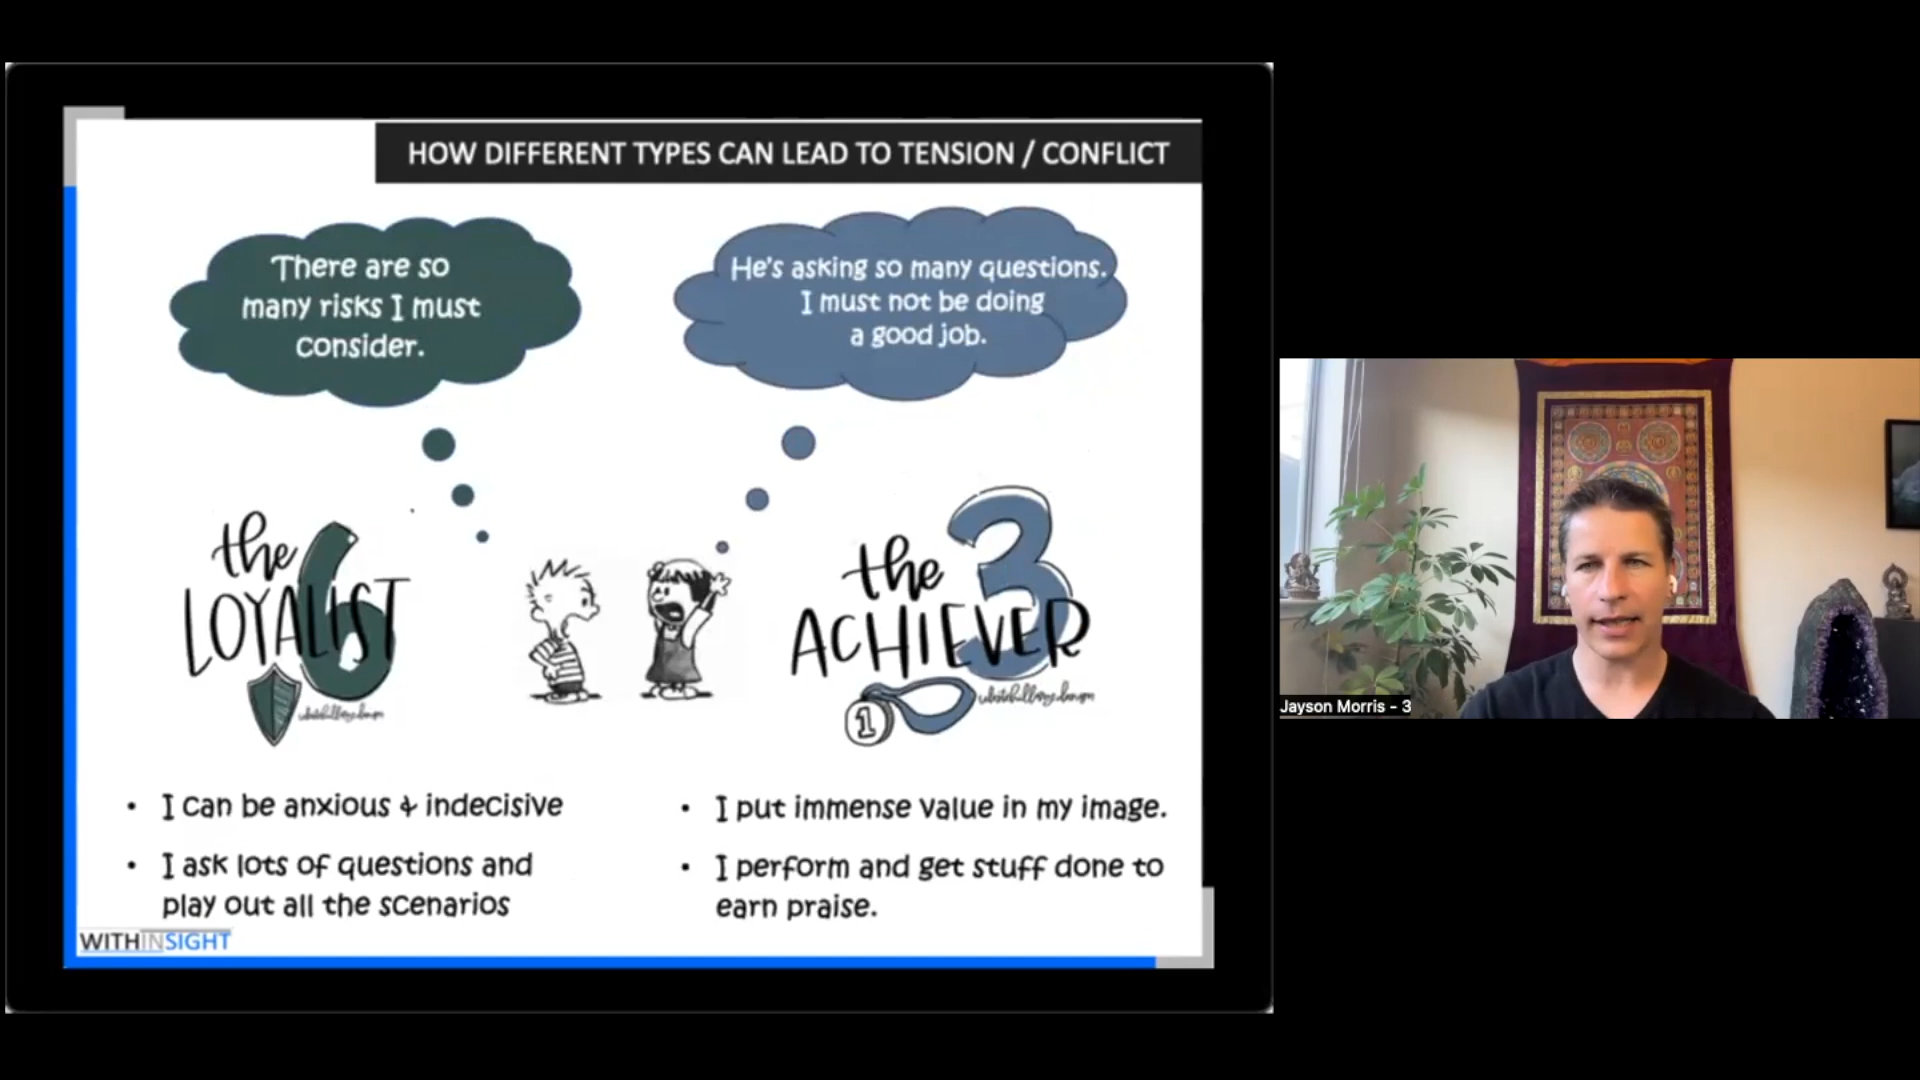 HOW DIFFERENT TYPES CAN LEAD TO TENSION / CONFLICT
There are so
many risks I must
consider.
He's asking so many questions.
I must not be doing
a good job.
the 6
LOYALIST
the 3
ACHIEVER
1
• I can be anxious & indecisive
• I ask lots of questions and
play out all the scenarios
• I put immense value in my image.
• I perform and get stuff done to
earn praise.
WITHINSIGHT
Jayson Morris - 3